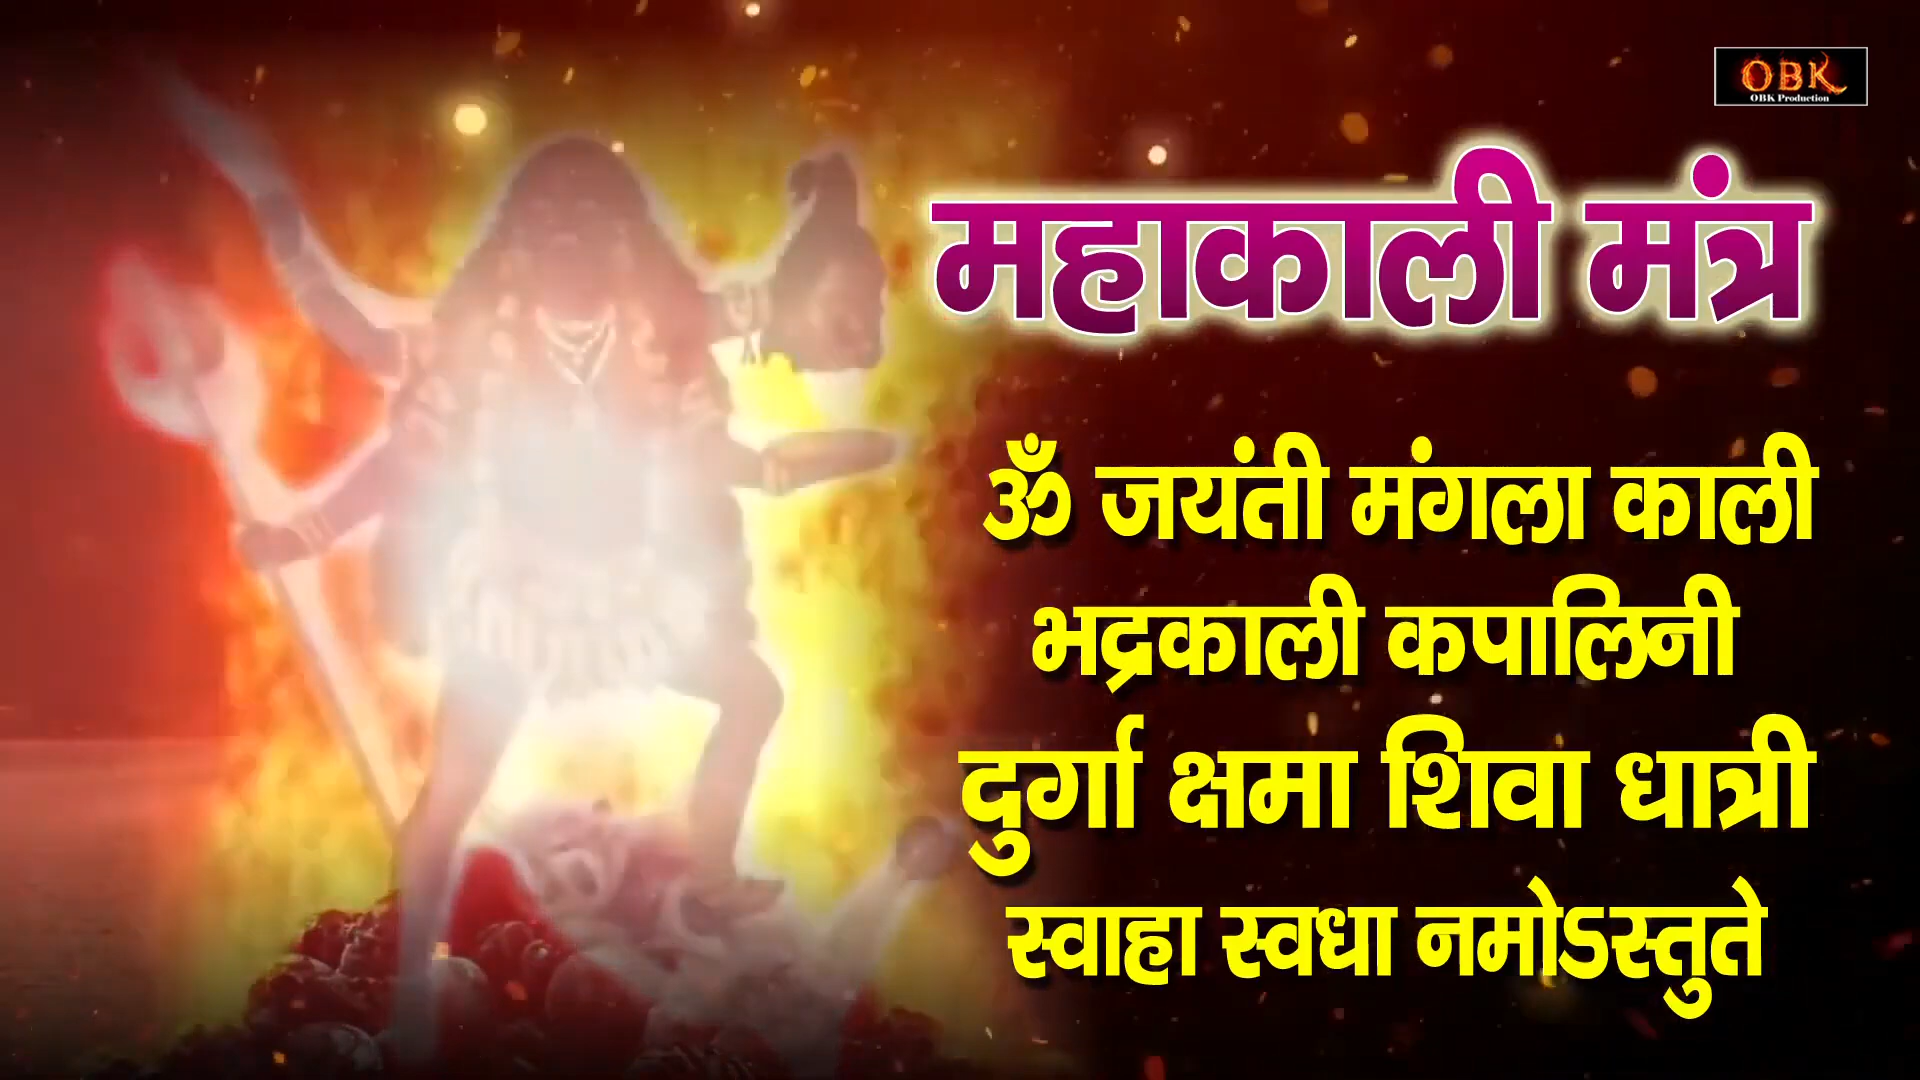 OBK
OBK Production
महाकाली मंत्र
ॐ जयंती मंगला काली
भद्रकाली कपालिनी
दुर्गा क्षमा शिवा धात्री
स्वाहा स्वधा नमोऽस्तुते